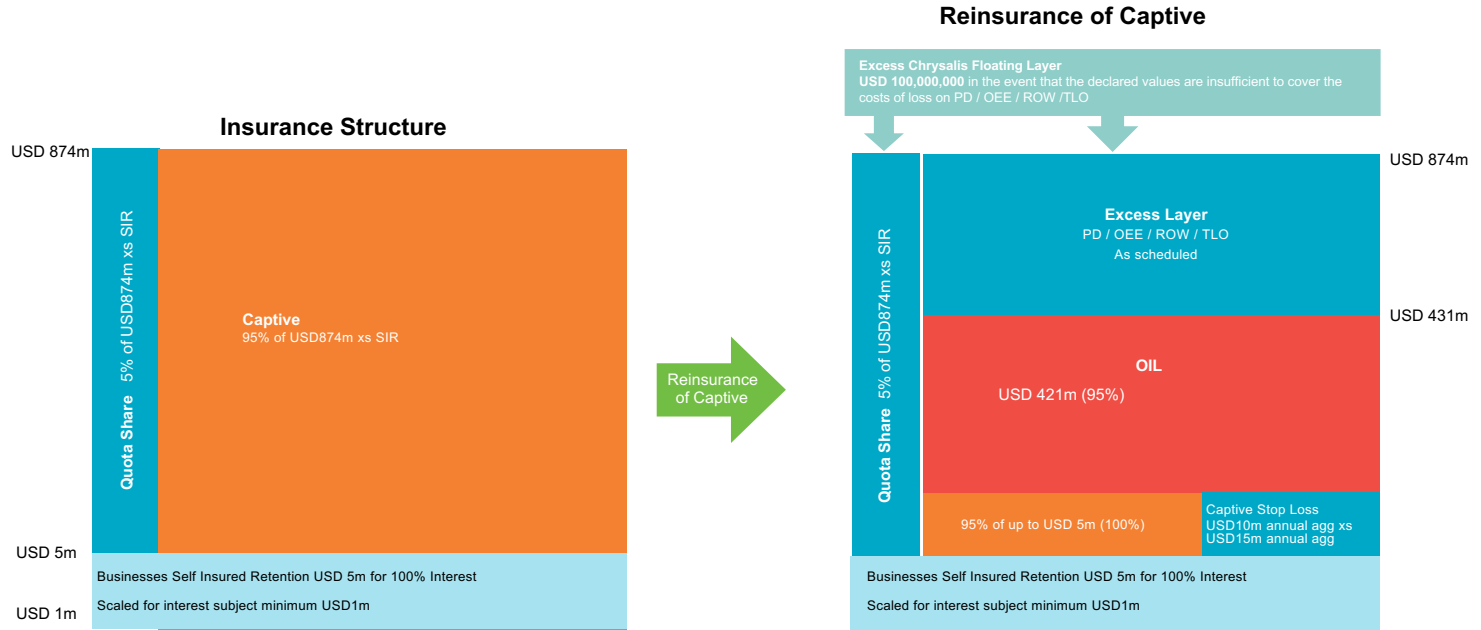 Reinsurance of Captive
Excess Chrysalis Floating Layer
USD 100,000,000 in the event that the declared values are insufficient to cover the
costs of loss on PD / OEE / ROW /TLO
Insurance Structure
USD 874m
Quota Share 5% of USD874m xs SIR
Captive
95% of USD874m xs SIR
USD 5m
Businesses Self Insured Retention USD 5m for 100% Interest
Scaled for interest subject minimum USD1m
USD 1m
Reinsurance
of Captive
Quota Share 5% of USD874m xs SIR
USD 874m
Excess Layer
PD / OEE / ROW / TLO
As scheduled
USD 431m
OIL
USD 421m (95%)
95% of up to USD 5m (100%)
Captive Stop Loss
USD10m annual agg xs
USD15m annual agg
Businesses Self Insured Retention USD 5m for 100% Interest
Scaled for interest subject minimum USD1m